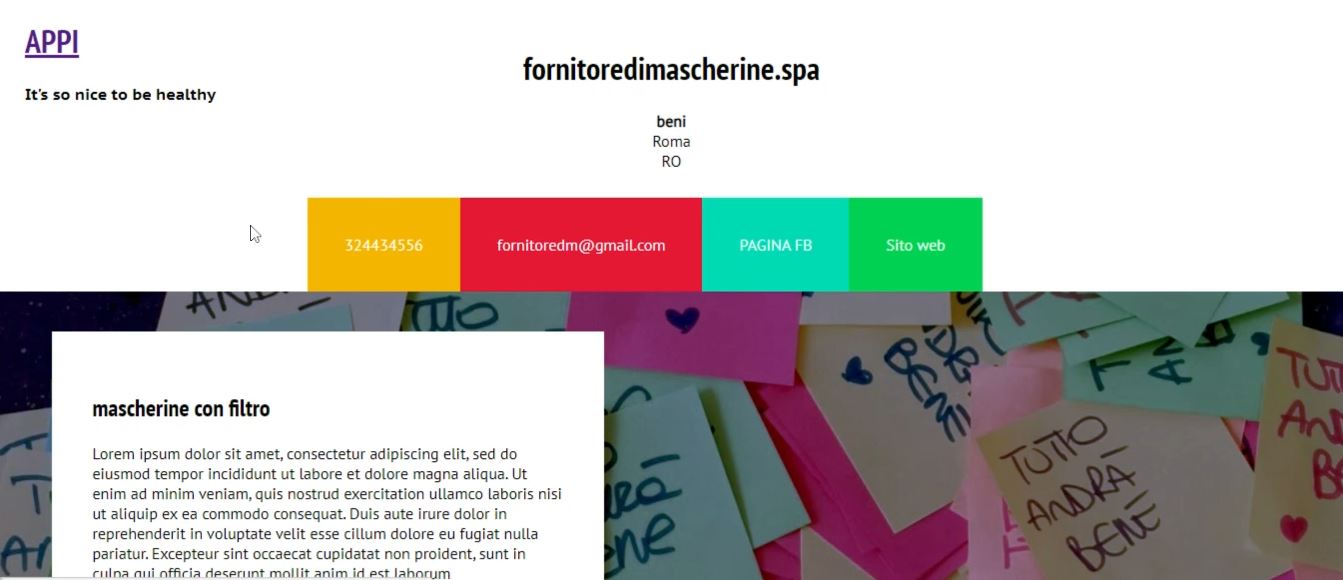 APPI
It's so nice to be healthy
fornitoredimascherine.spa
beni
Roma
RO
324434556
fornitoredm@gmail.com
PAGINA FB
Sito web
mascherine con filtro
Lorem ipsum dolor sit amet, consectetur adipiscing elit, sed do
eiusmod tempor incididunt ut labore et dolore magna aliqua. Ut
enim ad minim veniam, quis nostrud exercitation ullamco laboris nisi
ut aliquip ex ea commodo consequat. Duis aute irure dolor in
reprehenderit in voluptate velit esse cillum dolore eu fugiat nulla
pariatur. Excepteur sint occaecat cupidatat non proident, sunt in
culpa qui officia deserunt mollit anim id est laborum
TUTTO
ANDRÀ
BENE